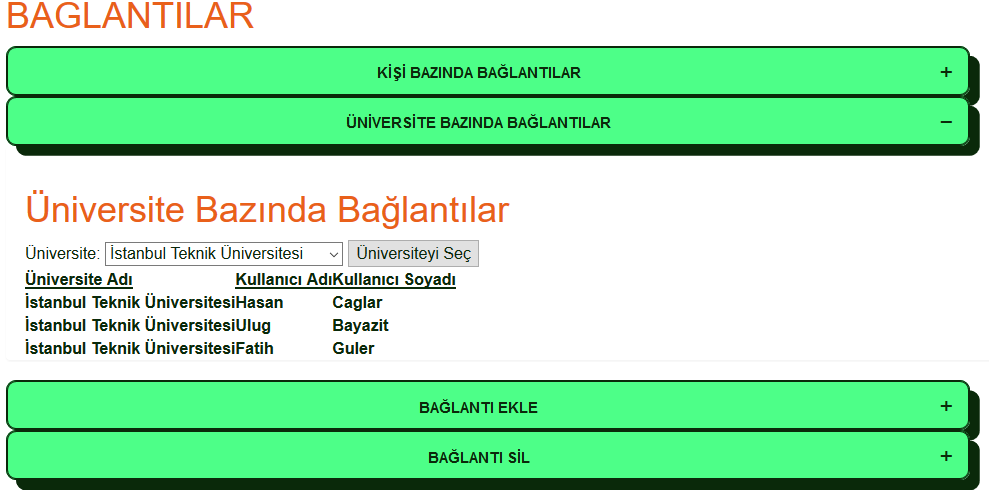 BAĞLANTILAR
KİŞİ BAZINDA BAĞLANTILAR +
ÜNİVERSİTE BAZINDA BAĞLANTILAR −
Üniversite Bazında Bağlantılar
Üniversite: İstanbul Teknik Üniversitesi Üniversiteyi Seç
Üniversite Adı Kullanıcı Adı Kullanıcı Soyadı
İstanbul Teknik Üniversitesi Hasan Caglar
İstanbul Teknik Üniversitesi Ulug Bayazit
İstanbul Teknik Üniversitesi Fatih Guler
BAĞLANTI EKLE +
BAĞLANTI SİL +